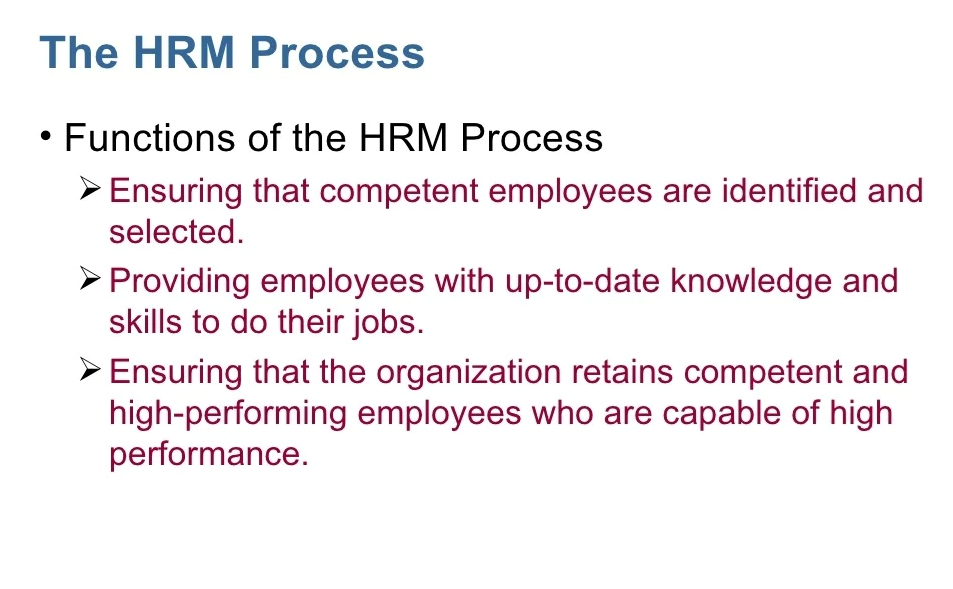 The HRM Process
• Functions of the HRM Process
➢ Ensuring that competent employees are identified and
selected.
➢ Providing employees with up-to-date knowledge and
skills to do their jobs.
➢ Ensuring that the organization retains competent and
high-performing employees who are capable of high
performance.